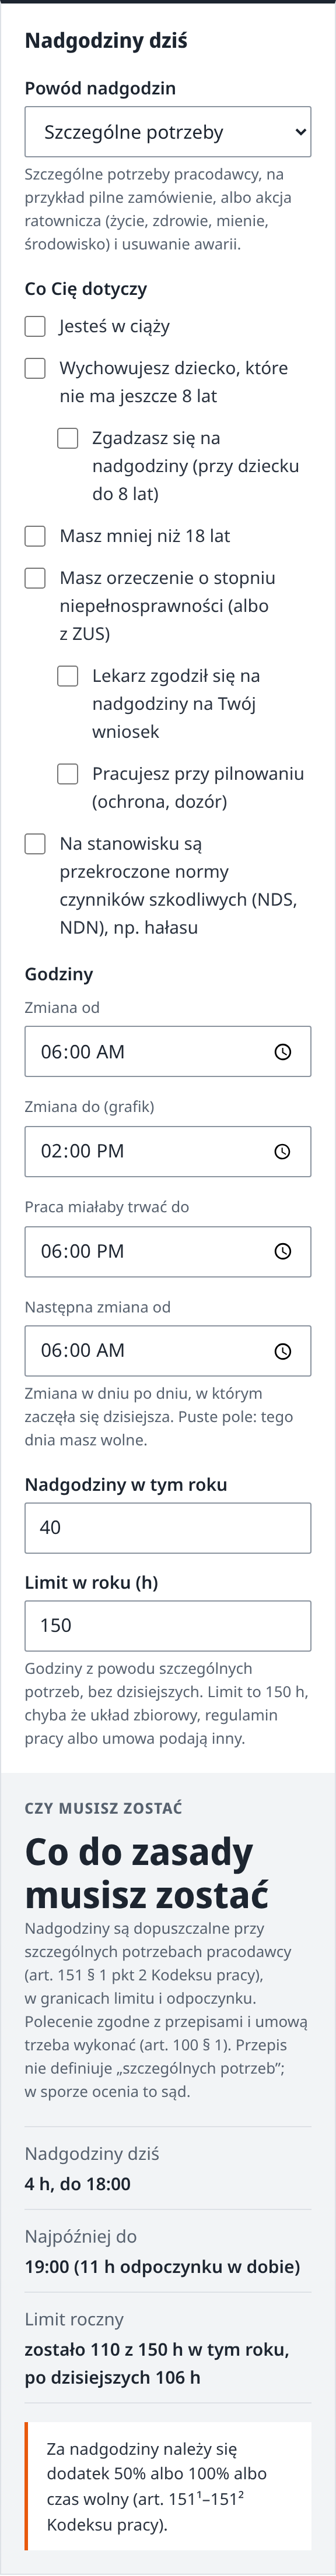 Nadgodziny dziś
Powód nadgodzin
Szczególne potrzeby
Szczególne potrzeby pracodawcy, na
przykład pilne zamówienie, albo akcja
ratownicza (życie, zdrowie, mienie,
środowisko) i usuwanie awarii.
Co Cię dotyczy
Jesteś w ciąży
Wychowujesz dziecko, które
nie ma jeszcze 8 lat
Zgadzasz się na
nadgodziny (przy dziecku
do 8 lat)
Masz mniej niż 18 lat
Masz orzeczenie o stopniu
niepełnosprawności (albo
z ZUS)
Lekarz zgodził się na
nadgodziny na Twój
wniosek
Pracujesz przy pilnowaniu
(ochrona, dozór)
Na stanowisku są
przekroczone normy
czynników szkodliwych (NDS,
NDN), np. hałasu
Godziny
Zmiana od
06:00 AM
Zmiana do (grafik)
02:00 PM
Praca miałaby trwać do
06:00 PM
Następna zmiana od
06:00 AM
Zmiana w dniu po dniu, w którym
zaczęła się dzisiejsza. Puste pole: tego
dnia masz wolne.
Nadgodziny w tym roku
40
Limit w roku (h)
150
Godziny z powodu szczególnych
potrzeb, bez dzisiejszych. Limit to 150 h,
chyba że układ zbiorowy, regulamin
pracy albo umowa podają inny.
CZY MUSISZ ZOSTAĆ
Co do zasady
musisz zostać
Nadgodziny są dopuszczalne przy
szczególnych potrzebach pracodawcy
(art. 151 § 1 pkt 2 Kodeksu pracy),
w granicach limitu i odpoczynku.
Polecenie zgodne z przepisami i umową
trzeba wykonać (art. 100 § 1). Przepis
nie definiuje „szczególnych potrzeb”;
w sporze ocenia to sąd.
Nadgodziny dziś
4 h, do 18:00
Najpóźniej do
19:00 (11 h odpoczynku w dobie)
Limit roczny
zostało 110 z 150 h w tym roku,
po dzisiejszych 106 h
Za nadgodziny należy się
dodatek 50% albo 100% albo
czas wolny (art. 151¹–151²
Kodeksu pracy).